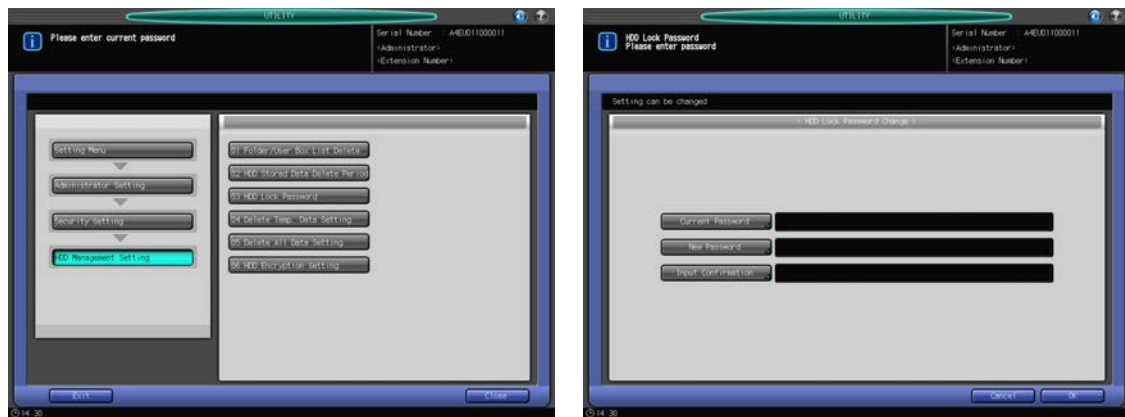 UTILITY
Please enter current password
Serial Number : A4EU011000011
<Administrator>
<Extension Number>
Setting Menu
Administrator Setting
Security Setting
HDD Management Setting
01 Folder/User Box List Delete
02 HDD Stored Data Delete Period
03 HDD Lock Password
04 Delete Temp. Data Setting
05 Delete All Data Setting
06 HDD Encryption Setting
Exit
Close
14:30
UTILITY
HDD Lock Password
Please enter password
Serial Number : A4EU011000011
<Administrator>
<Extension Number>
Setting can be changed
< HDD Lock Password Change >
Current Password
New Password
Input Confirmation
Cancel
OK
14:30